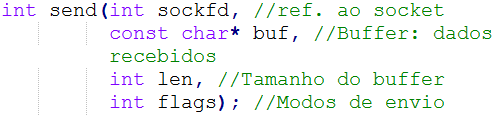 int send(int sockfd, //ref. ao socket
const char* buf, //Buffer: dados
recebidos
int len, //Tamanho do buffer
int flags); //Modos de envio